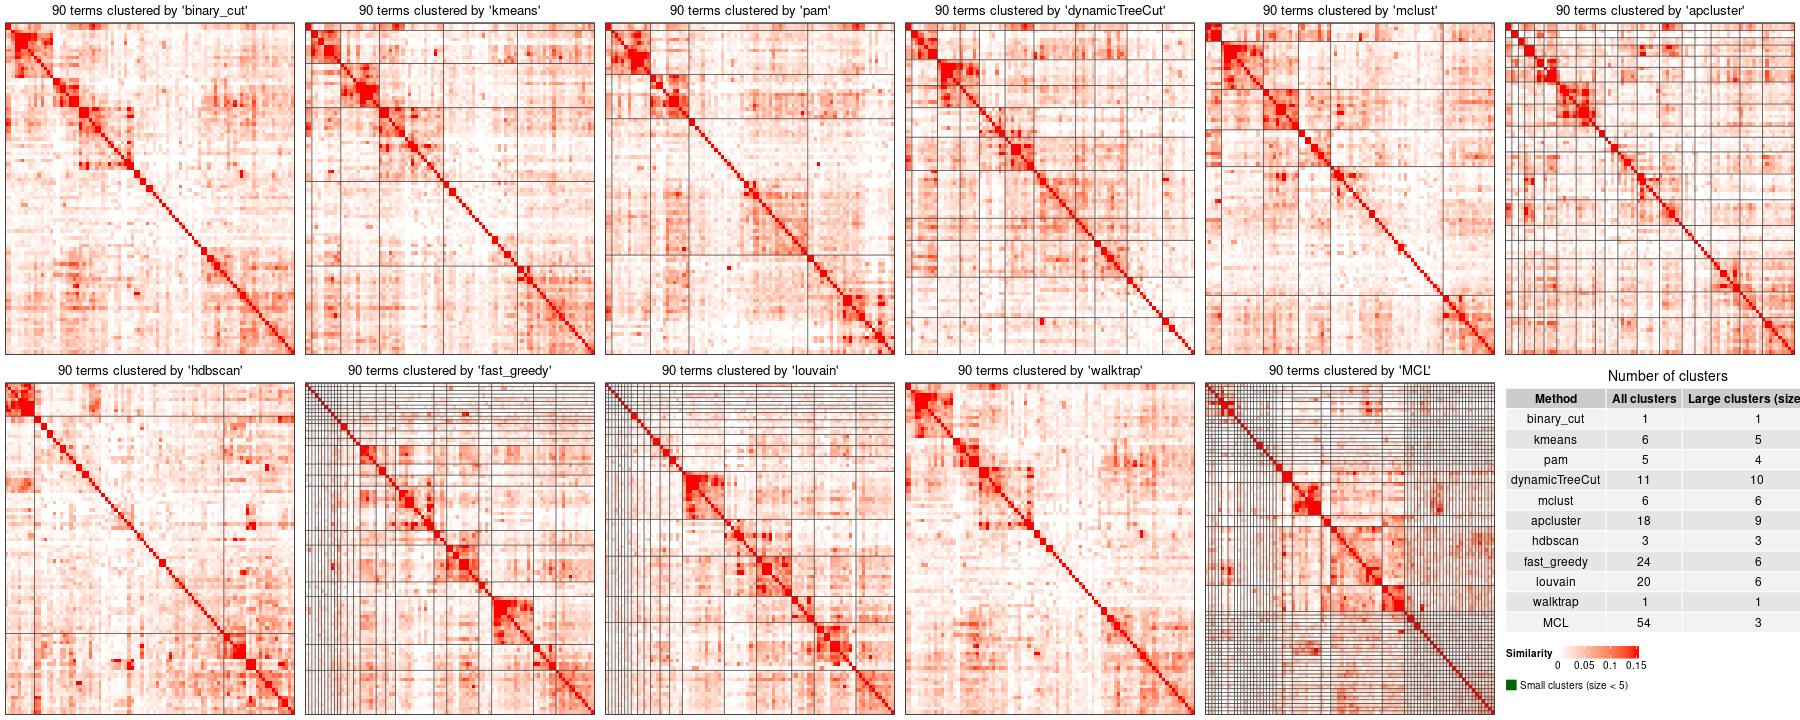 90 terms clustered by 'binary_cut'
90 terms clustered by 'kmeans'
90 terms clustered by 'pam'
90 terms clustered by 'dynamicTreeCut'
90 terms clustered by 'mclust'
90 terms clustered by 'apcluster'
90 terms clustered by 'hdbscan'
90 terms clustered by 'fast_greedy'
90 terms clustered by 'louvain'
90 terms clustered by 'walktrap'
90 terms clustered by 'MCL'
Number of clusters
Method All clusters Large clusters (size
binary_cut 1 1
kmeans 6 5
pam 5 4
dynamicTreeCut 11 10
mclust 6 6
apcluster 18 9
hdbscan 3 3
fast_greedy 24 6
louvain 20 6
walktrap 1 1
MCL 54 3
Similarity
0 0.05 0.1 0.15
Small clusters (size < 5)